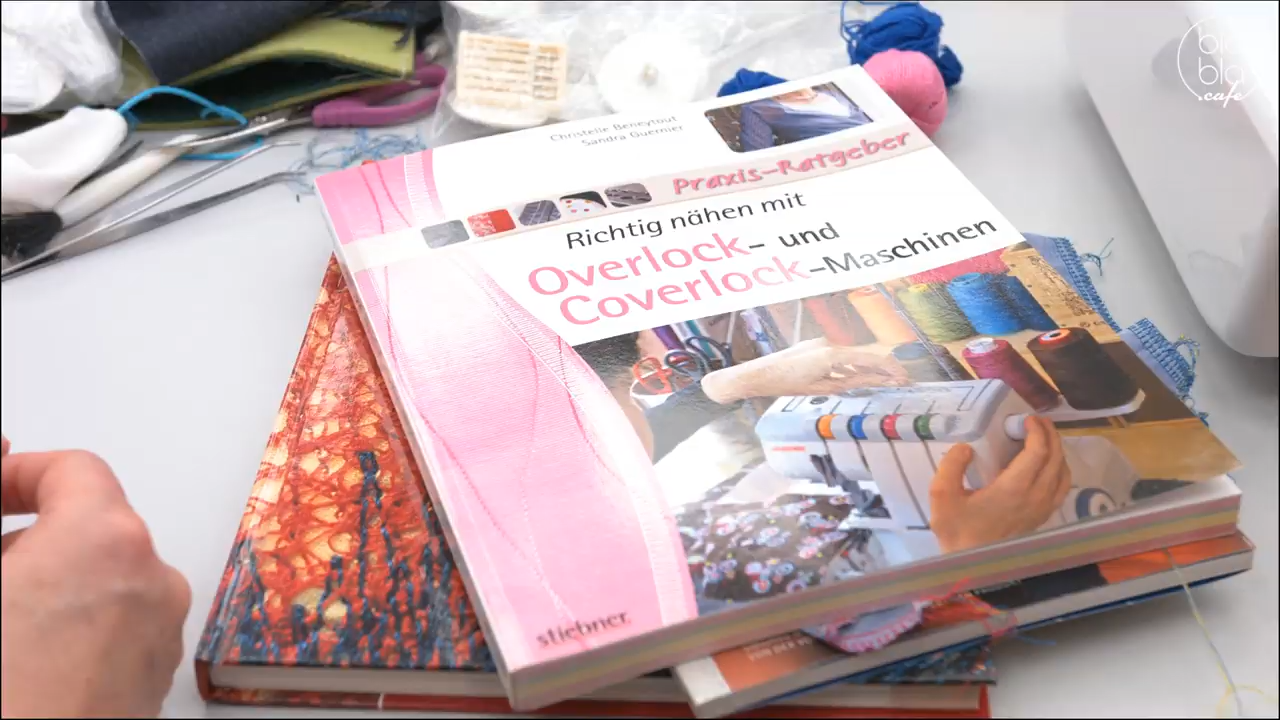 bla
bla
.cafe
Christelle Beneytout
Sandra Guernier
Praxis-Ratgeber
Richtig nähen mit
Overlock- und
Coverlock-Maschinen
stiebner